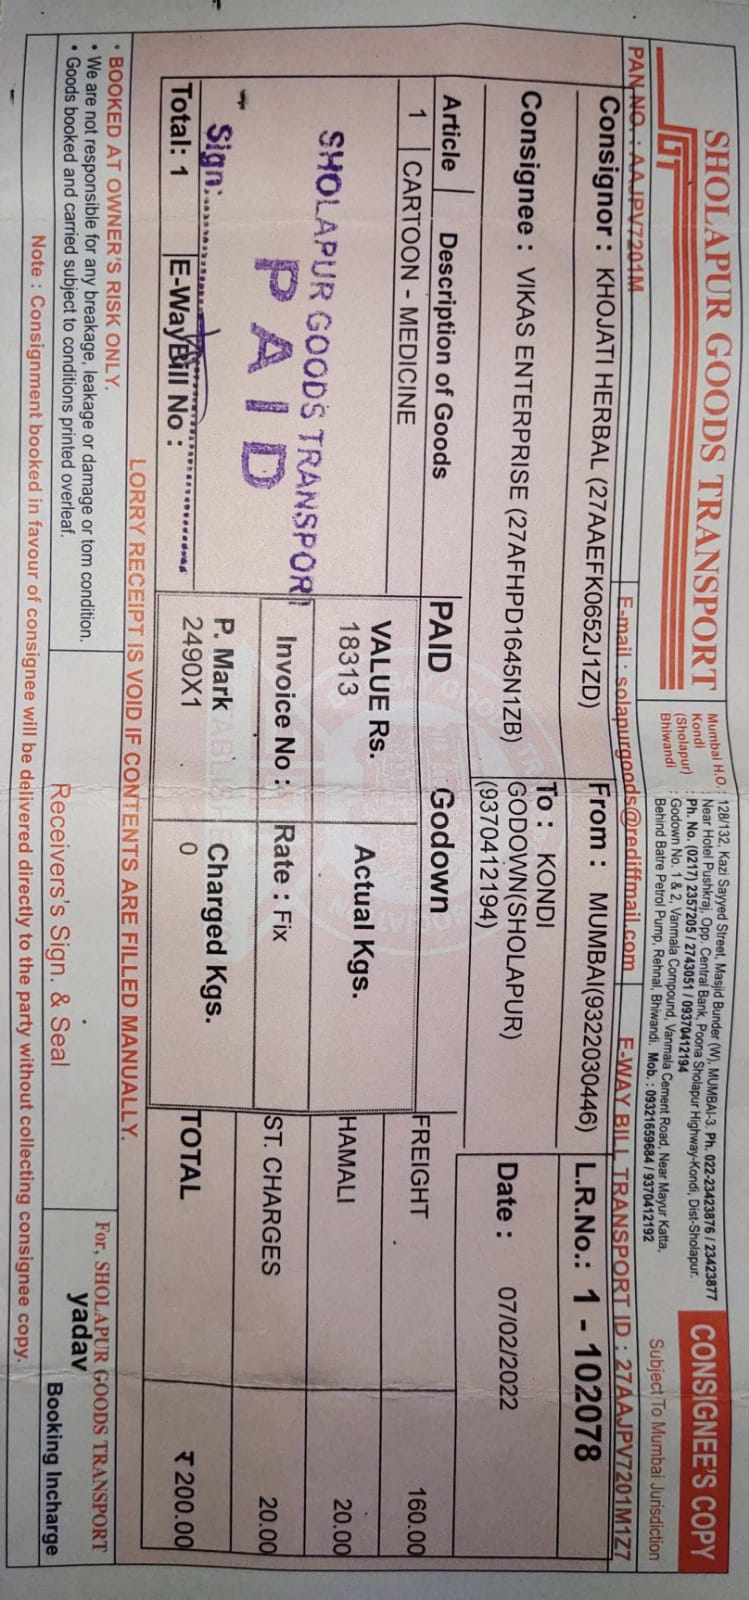 SHOLAPUR GOODS TRANSPORT
SGT
Mumbai H.O. : 128/132, Kazi Sayyed Street, Masjid Bunder (W), MUMBAI-3. Ph. 022-23423876 / 23423877
Kondi : Near Hotel Pushkraj, Opp. Central Bank, Poona Sholapur Highway-Kondi, Dist-Sholapur.
(Sholapur) : Ph. No. (0217) 2357205 / 2743051 / 09370412194
Bhiwandi : Godown No. 1 & 2, Vanmala Compound, Vanmala Cement Road, Near Mayur Katta,
Behind Batre Petrol Pump, Rehnal, Bhiwandi. Mob. : 09321659684 / 9370412192
CONSIGNEE'S COPY
Subject To Mumbai Jurisdiction
PAN NO. : AAJPV7201M
E-mail : solapurgoods@rediffmail.com
E-WAY BILL TRANSPORT ID : 27AAJPV7201M1Z7
Consignor : KHOJATI HERBAL (27AAEFK0652J1ZD)
From : MUMBAI(9322030446)
L.R.No.: 1 - 102078
Consignee : VIKAS ENTERPRISE (27AFHPD1645N1ZB)
To : KONDI
GODOWN(SHOLAPUR)
(9370412194)
Date : 07/02/2022
Article Description of Goods PAID Godown
1 CARTOON - MEDICINE
FREIGHT 160.00
VALUE Rs. Actual Kgs.
18313
HAMALI 20.00
SHOLAPUR GOODS TRANSPORT
PAID
Invoice No : Rate : Fix
ST. CHARGES 20.00
Sign:
P. Mark Charged Kgs.
2490X1 0
Total: 1 E-WayBill No :
TOTAL ₹ 200.00
LORRY RECEIPT IS VOID IF CONTENTS ARE FILLED MANUALLY.
• BOOKED AT OWNER'S RISK ONLY.
• We are not responsible for any breakage, leakage or damage or torn condition.
• Goods booked and carried subject to conditions printed overleaf.
Receivers's Sign. & Seal
For, SHOLAPUR GOODS TRANSPORT
yadav
Booking Incharge
Note : Consignment booked in favour of consignee will be delivered directly to the party without collecting consignee copy.